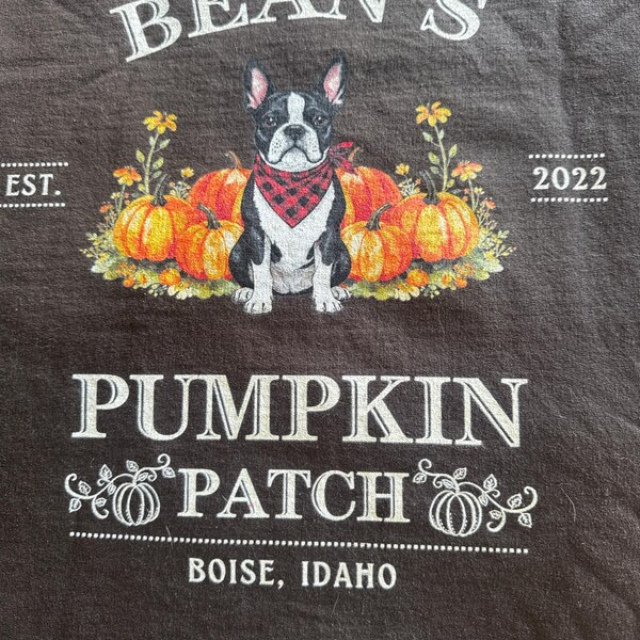 BEAN'S
EST. 2022
PUMPKIN
PATCH
BOISE, IDAHO